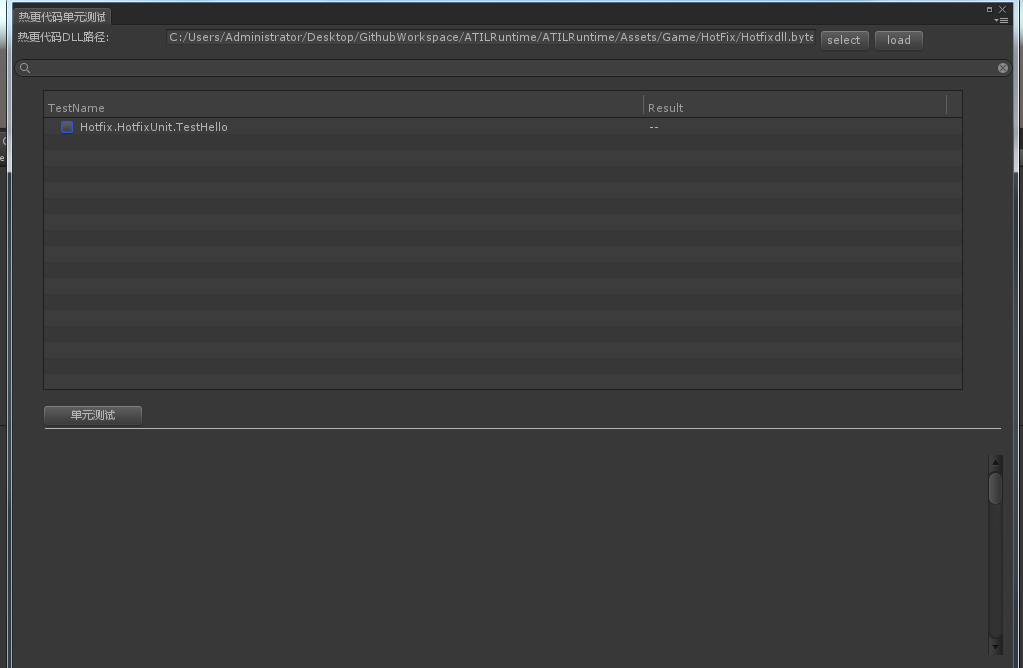 热更代码单元测试
热更代码DLL路径: C:/Users/Administrator/Desktop/GithubWorkspace/ATILRuntime/ATILRuntime/Assets/Game/HotFix/Hotfixdll.byte select load
TestName Result
Hotfix.HotfixUnit.TestHello --
单元测试